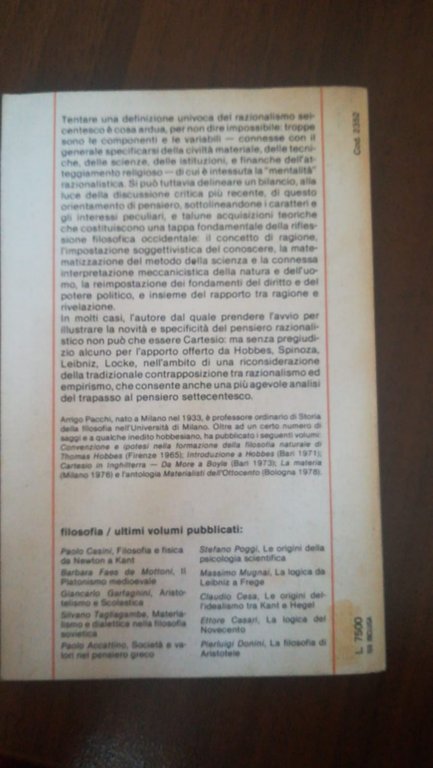 Tentare una definizione univoca del razionalismo sei-
centesco è cosa ardua, per non dire impossibile: troppe
sono le componenti e le variabili — connesse con il
generale specificarsi della civiltà materiale, delle tecni-
che, delle scienze, delle istituzioni, e finanche dell'at-
teggiamento religioso — di cui è intessuta la "mentalità"
razionalistica. Si può tuttavia delineare un bilancio, alla
luce della discussione critica più recente, di questo
orientamento di pensiero, sottolineandone i caratteri e
gli interessi peculiari, e talune acquisizioni teoriche
che costituiscono una tappa fondamentale della rifles-
sione filosofica occidentale: il concetto di ragione,
l'impostazione soggettivistica del conoscere, la mate-
matizzazione del metodo della scienza e la connessa
interpretazione meccanicistica della natura e dell'uo-
mo, la reimpostazione dei fondamenti del diritto e del
potere politico, e insieme del rapporto tra ragione e
rivelazione.
In molti casi, l'autore dal quale prendere l'avvio per
illustrare la novità e specificità del pensiero razionali-
stico non può che essere Cartesio: ma senza pregiudi-
zio alcuno per l'apporto offerto da Hobbes, Spinoza,
Leibniz, Locke, nell'ambito di una riconsiderazione
della tradizionale contrapposizione tra razionalismo ed
empirismo, che consente anche una più agevole analisi
del trapasso al pensiero settecentesco.
Arrigo Pacchi, nato a Milano nel 1933, è professore ordinario di Storia
della filosofia nell'Università di Milano. Oltre ad un certo numero di
saggi e a qualche inedito hobbesiano, ha pubblicato i seguenti volumi:
Convenzione e ipotesi nella formazione della filosofia naturale di
Thomas Hobbes (Firenze 1965); Introduzione a Hobbes (Bari 1971);
Cartesio in Inghilterra — Da More a Boyle (Bari 1973); La materia
(Milano 1976) e l'antologia Materialisti dell'Ottocento (Bologna 1978).
filosofia / ultimi volumi pubblicati:
Paolo Casini, Filosofia e fisica
da Newton a Kant
Barbara Faes de Mottoni, Il
Platonismo medioevale
Giancarlo Garfagnini, Aristo-
telismo e Scolastica
Silvano Tagliagambe, Materia-
lismo e dialettica nella filosofia
sovietica
Paolo Accattino, Società e va-
lori nel pensiero greco
Stefano Poggi, Le origini della
psicologia scientifica
Massimo Mugnai, La logica da
Leibniz a Frege
Claudio Cesa, Le origini del-
l'idealismo tra Kant e Hegel
Ettore Casari, La logica del
Novecento
Pierluigi Donini, La filosofia di
Aristotele
Cod. 2352
L. 7500
IVA INCLUSA